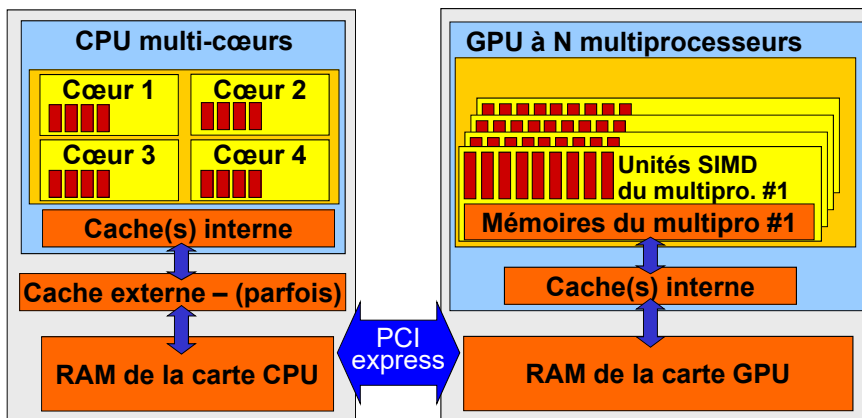 CPU multi-cœurs
Cœur 1
Cœur 2
Cœur 3
Cœur 4
Cache(s) interne
Cache externe – (parfois)
RAM de la carte CPU
PCI
express
GPU à N multiprocesseurs
Unités SIMD
du multipro. #1
Mémoires du multipro #1
Cache(s) interne
RAM de la carte GPU